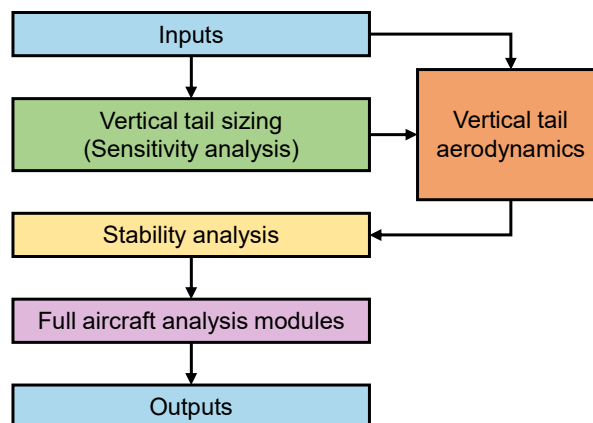 Inputs
Vertical tail sizing
(Sensitivity analysis)
Vertical tail
aerodynamics
Stability analysis
Full aircraft analysis modules
Outputs